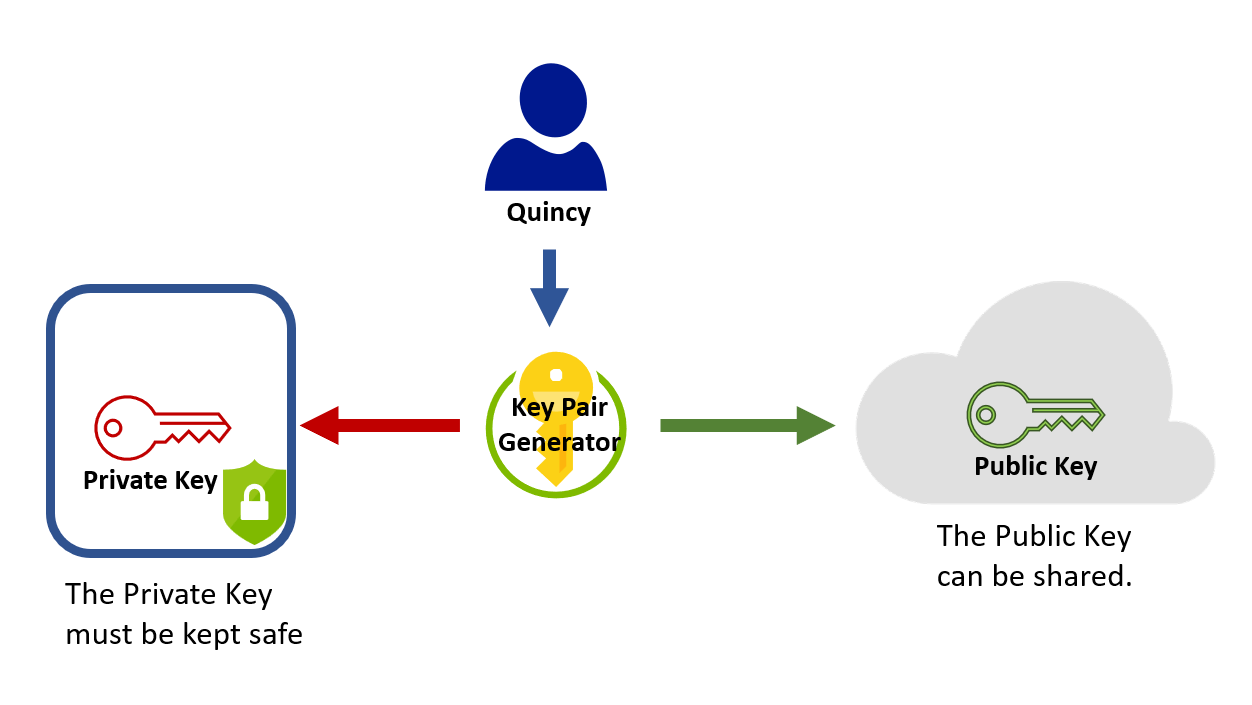 Quincy
Key Pair
Generator
Private Key
Public Key
The Private Key
must be kept safe
The Public Key
can be shared.